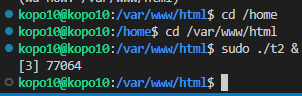 kopo10@kopo10:/var/www/html$ cd /home
kopo10@kopo10:/home$ cd /var/www/html
kopo10@kopo10:/var/www/html$ sudo ./t2 &
[3] 77064
kopo10@kopo10:/var/www/html$